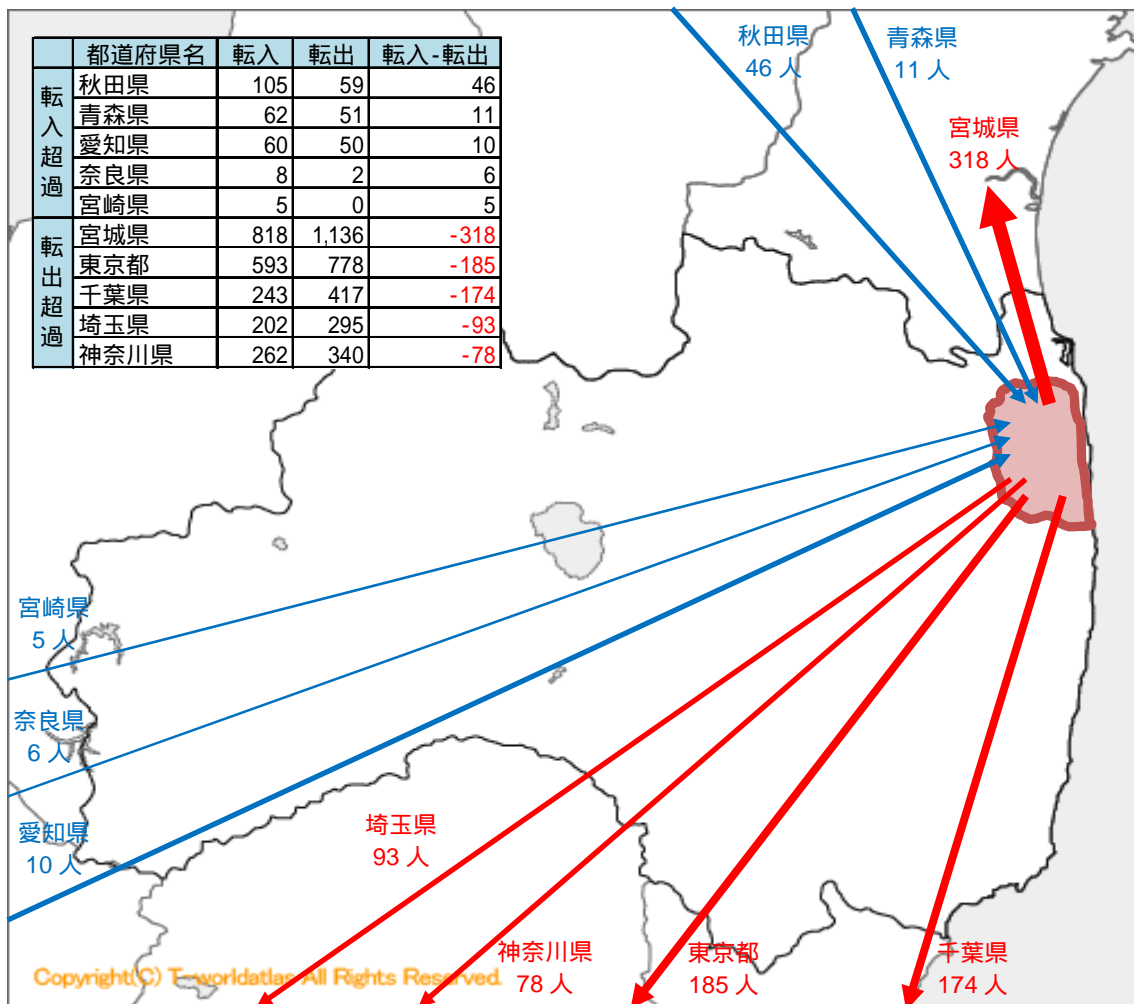 都道府県名 転入 転出 転入-転出
転入超過
秋田県 105 59 46
青森県 62 51 11
愛知県 60 50 10
奈良県 8 2 6
宮崎県 5 0 5
転出超過
宮城県 818 1,136 -318
東京都 593 778 -185
千葉県 243 417 -174
埼玉県 202 295 -93
神奈川県 262 340 -78
秋田県
46 人
青森県
11 人
宮城県
318 人
宮崎県
5 人
奈良県
6 人
愛知県
10 人
埼玉県
93 人
神奈川県
78 人
東京都
185 人
千葉県
174 人
Copyright(C) T-worldatlas All Rights Reserved.